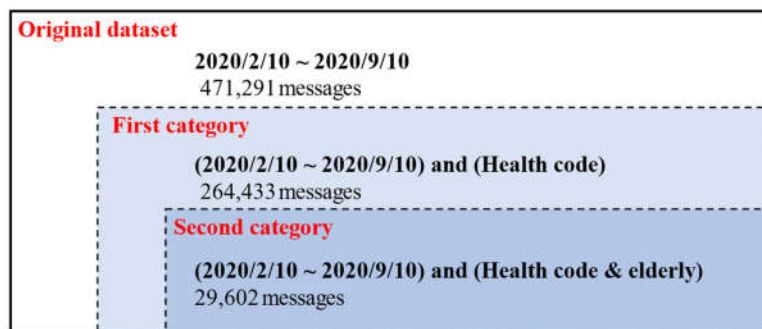 Original dataset
2020/2/10 ~ 2020/9/10
471,291 messages
First category
(2020/2/10 ~ 2020/9/10) and (Health code)
264,433 messages
Second category
(2020/2/10 ~ 2020/9/10) and (Health code & elderly)
29,602 messages